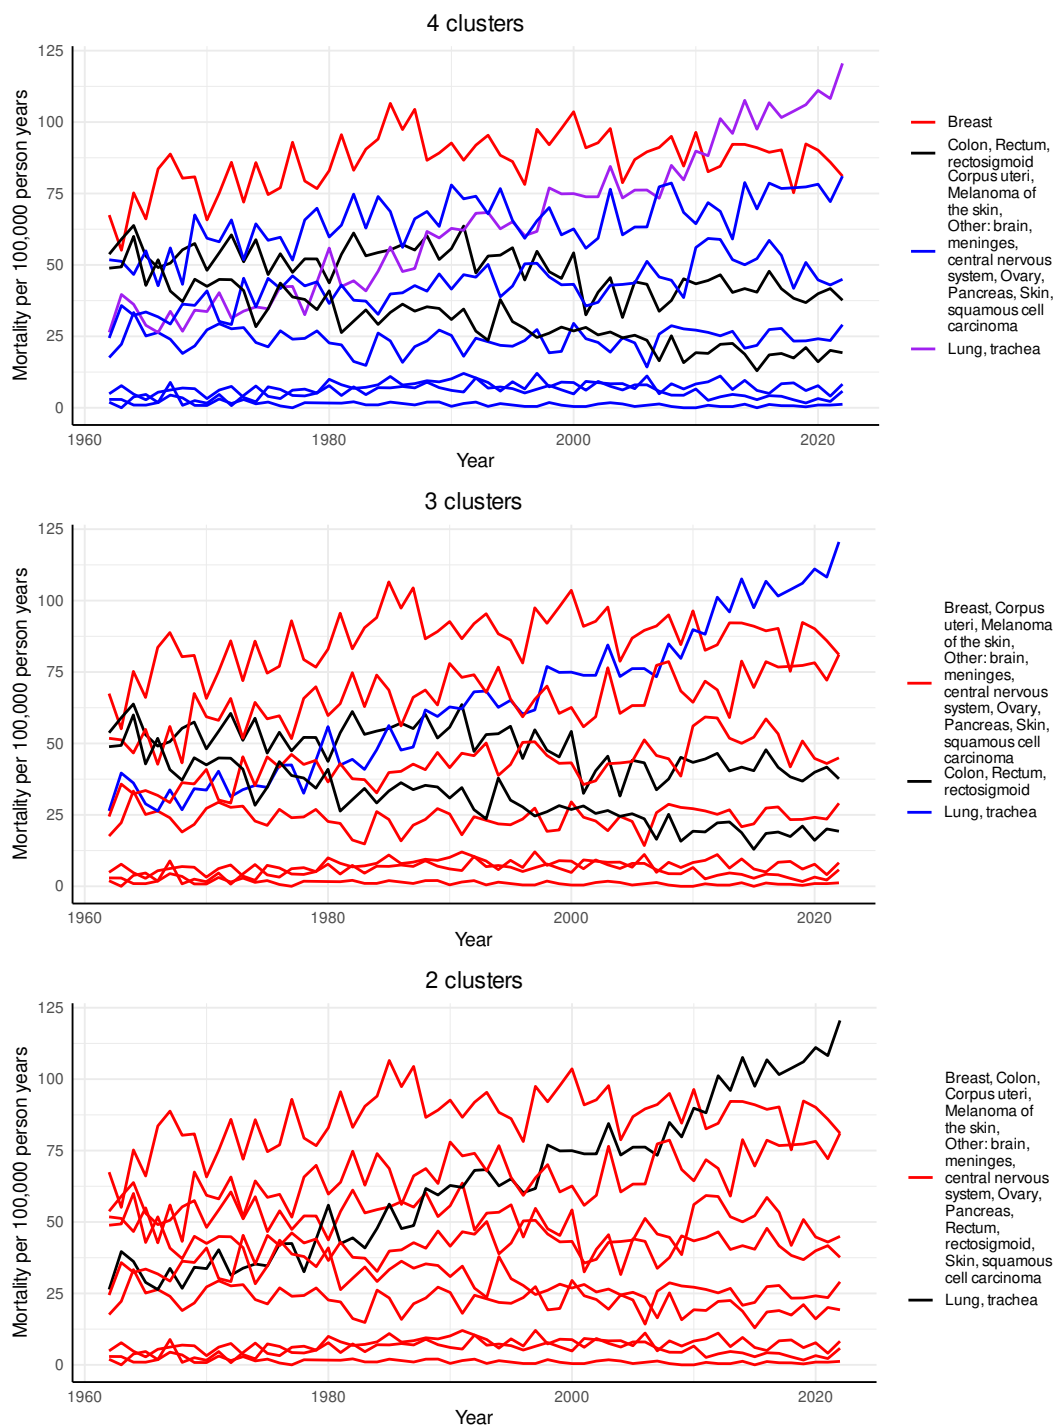 4 clusters
Mortality per 100,000 person years
125
100
75
50
25
0
1960
1980
2000
2020
Year
Breast
Colon, Rectum,
rectosigmoid
Corpus uteri,
Melanoma of
the skin,
Other: brain,
meninges,
central nervous
system, Ovary,
Pancreas, Skin,
squamous cell
carcinoma
Lung, trachea
3 clusters
Mortality per 100,000 person years
125
100
75
50
25
0
1960
1980
2000
2020
Year
Breast, Corpus
uteri, Melanoma
of the skin,
Other: brain,
meninges,
central nervous
system, Ovary,
Pancreas, Skin,
squamous cell
carcinoma
Colon, Rectum,
rectosigmoid
Lung, trachea
2 clusters
Mortality per 100,000 person years
125
100
75
50
25
0
1960
1980
2000
2020
Year
Breast, Colon,
Corpus uteri,
Melanoma of
the skin,
Other: brain,
meninges,
central nervous
system, Ovary,
Pancreas,
Rectum,
rectosigmoid,
Skin, squamous
cell carcinoma
Lung, trachea